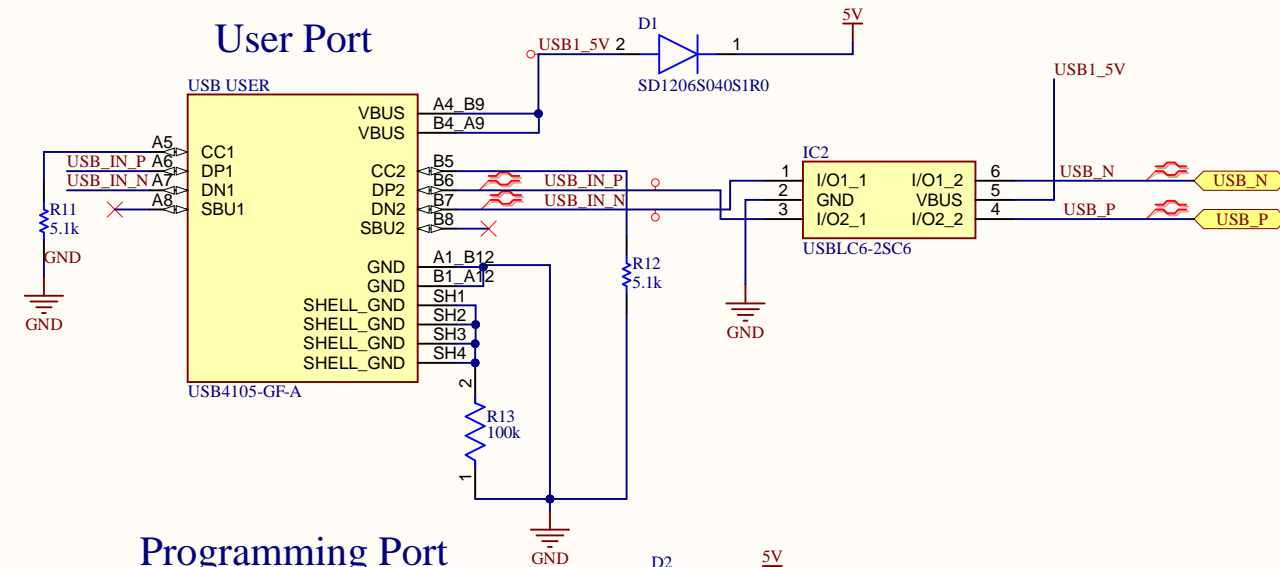 User Port
D1
5V
USB1_5V 2
1
SD1206S040S1R0
USB USER
VBUS A4_B9
VBUS B4_A9
A5 CC1
USB_IN_P A6 DP1
USB_IN_N A7 DN1
A8 SBU1
CC2 B5
DP2 B6 USB_IN_P
DN2 B7 USB_IN_N
SBU2 B8
GND A1_B12
GND B1_A12
SHELL_GND SH1
SHELL_GND SH2
SHELL_GND SH3
SHELL_GND SH4
USB4105-GF-A
R11
5.1k
GND
GND
R12
5.1k
2
R13
100k
1
GND
USB1_5V
IC2
1 I/O1_1 I/O1_2 6 USB_N USB_N
2 GND VBUS 5
3 I/O2_1 I/O2_2 4 USB_P USB_P
USBLC6-2SC6
GND
Programming Port
D2
5V